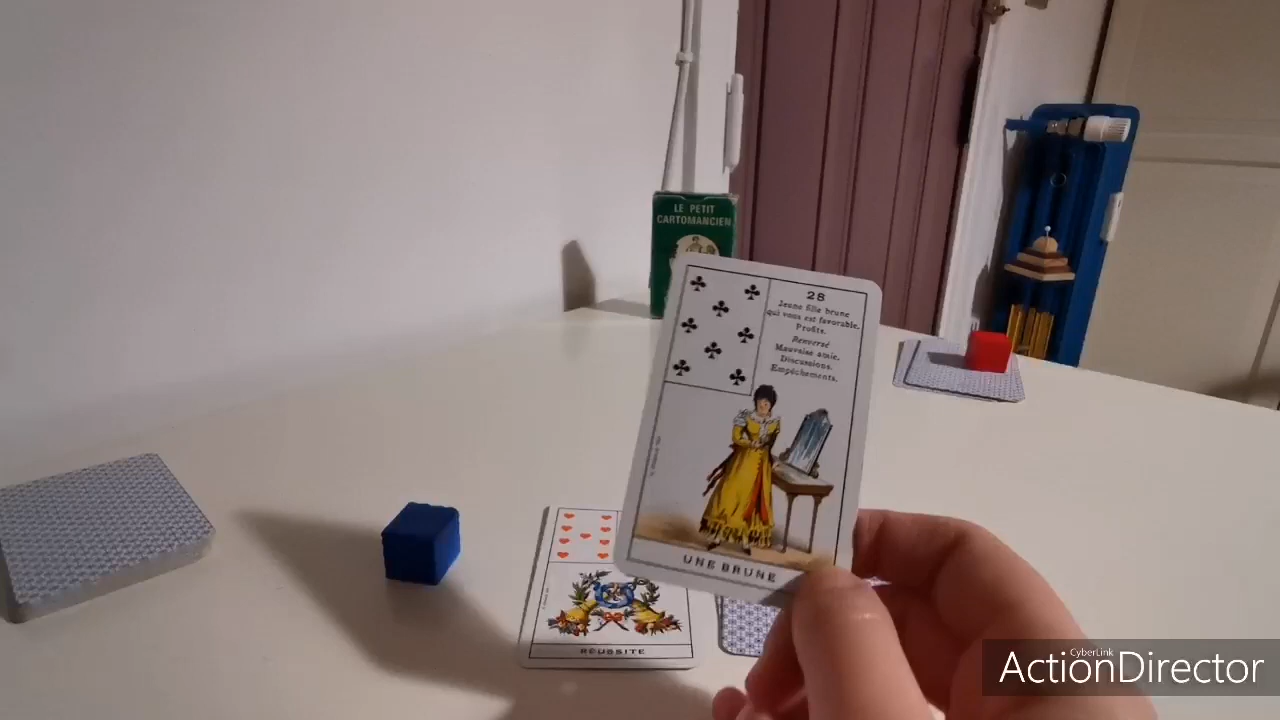 LE PETIT
CARTOMANCIEN
28
Jeune fille brune
qui vous est favorable.
Profits.
Renversé
Mauvaise amie.
Discussions.
Empêchements.
UNE BRUNE
RÉUSSITE
CyberLink
ActionDirector